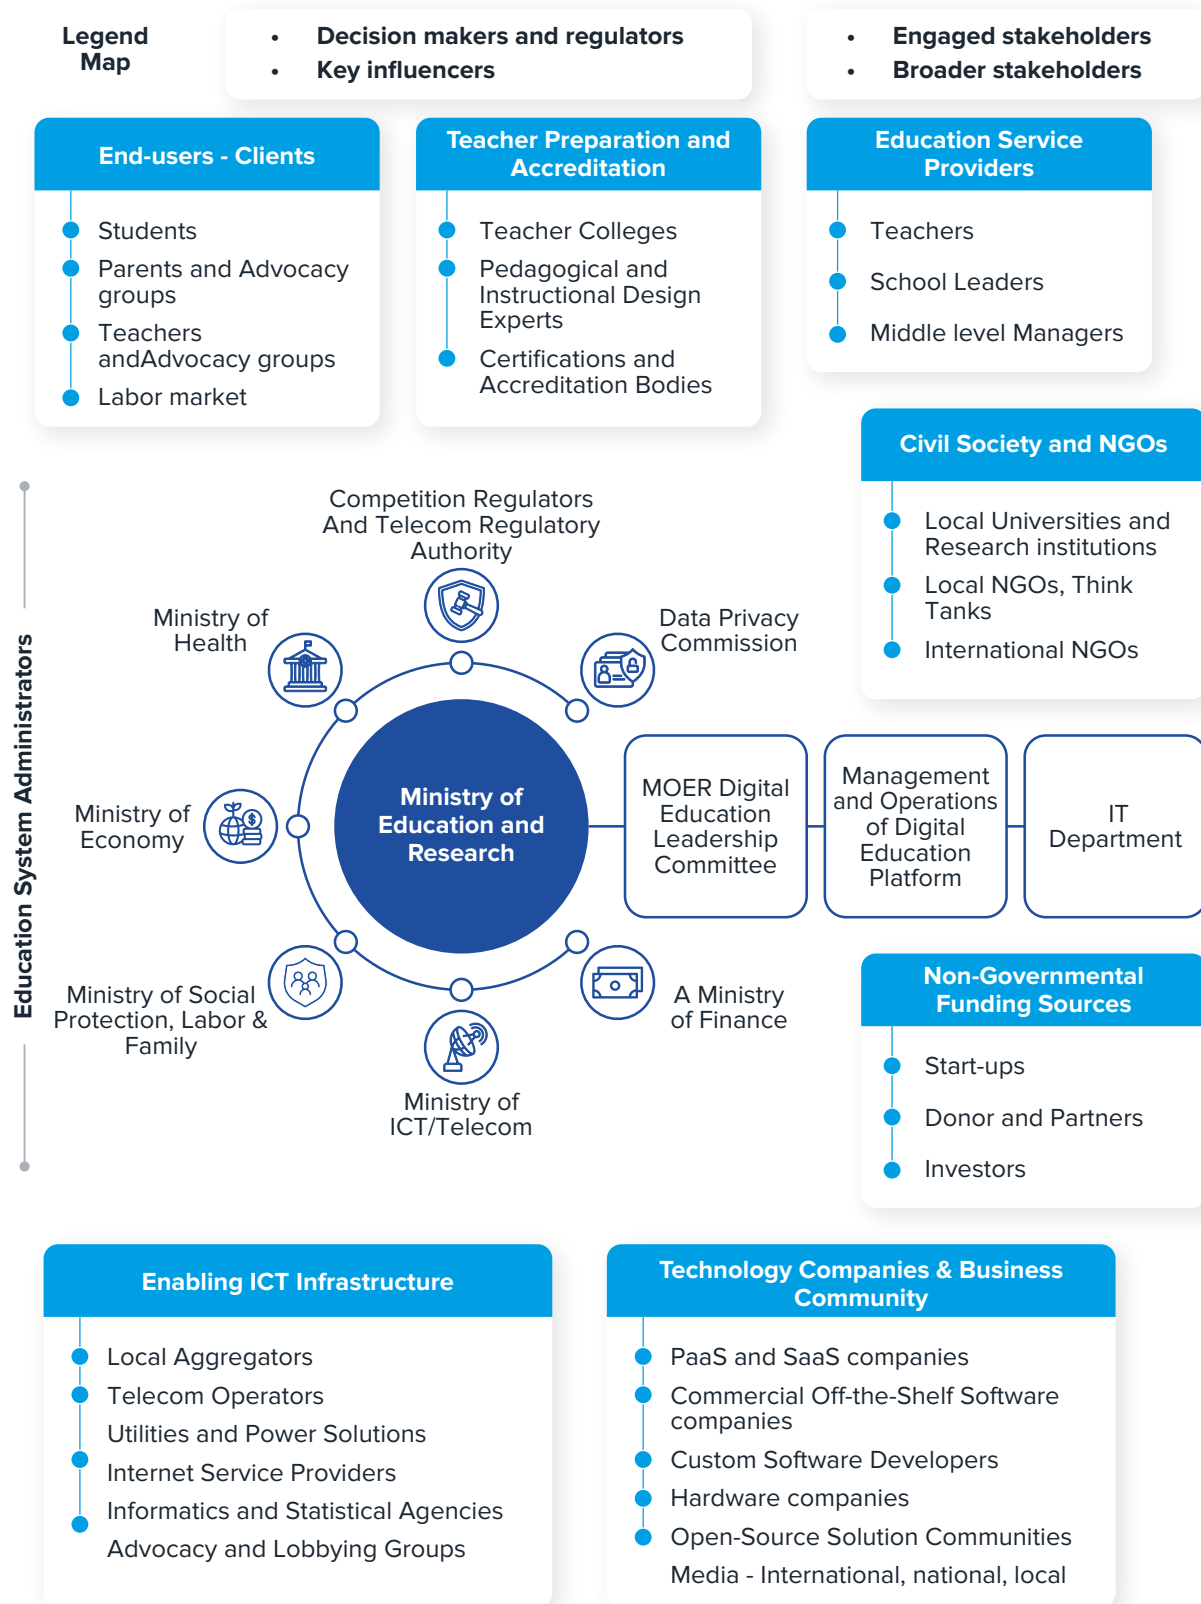 Legend
Map
• Decision makers and regulators
• Key influencers
• Engaged stakeholders
• Broader stakeholders
End-users - Clients
Students
Parents and Advocacy
groups
Teachers
andAdvocacy groups
Labor market
Teacher Preparation and
Accreditation
Teacher Colleges
Pedagogical and
Instructional Design
Experts
Certifications and
Accreditation Bodies
Education Service
Providers
Teachers
School Leaders
Middle level Managers
Civil Society and NGOs
Local Universities and
Research institutions
Local NGOs, Think
Tanks
International NGOs
Education System Administrators
Competition Regulators
And Telecom Regulatory
Authority
Ministry of
Health
Data Privacy
Commission
Ministry of
Economy
Ministry of
Education and
Research
MOER Digital
Education
Leadership
Committee
Management
and Operations
of Digital
Education
Platform
IT
Department
Ministry of Social
Protection, Labor &
Family
Ministry of
ICT/Telecom
A Ministry
of Finance
Non-Governmental
Funding Sources
Start-ups
Donor and Partners
Investors
Enabling ICT Infrastructure
Local Aggregators
Telecom Operators
Utilities and Power Solutions
Internet Service Providers
Informatics and Statistical Agencies
Advocacy and Lobbying Groups
Technology Companies & Business
Community
PaaS and SaaS companies
Commercial Off-the-Shelf Software
companies
Custom Software Developers
Hardware companies
Open-Source Solution Communities
Media - International, national, local